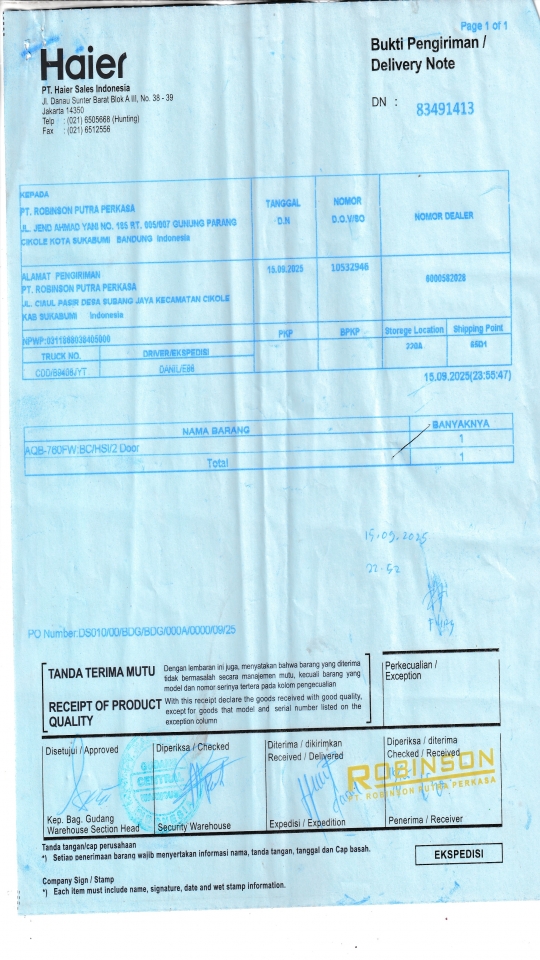 Page 1 of 1
Haier
Bukti Pengiriman /
Delivery Note
PT. Haier Sales Indonesia
Jl. Danau Sunter Barat Blok A III, No. 38 - 39
Jakarta 14350
Telp : (021) 6505668 (Hunting)
Fax : (021) 6512556
DN : 83491413
KEPADA
TANGGAL
D.N
NOMOR
D.O.V/SO
NOMOR DEALER
PT. ROBINSON PUTRA PERKASA
JL. JEND AHMAD YANI NO. 185 RT. 005/007 GUNUNG PARANG
CIKOLE KOTA SUKABUMI BANDUNG Indonesia
ALAMAT PENGIRIMAN
15.09.2025
10532946
PT. ROBINSON PUTRA PERKASA
JL. CIAUL PASIR DESA SUBANG JAYA KECAMATAN CIKOLE
KAB SUKABUMI Indonesia
NPWP:0311808038405000
PKP
BPKP
Storage Location
Shipping Point
TRUCK NO.
DRIVER/EKSPEDISI
220A
DANIL/E86
15.09.2025(23:55:47)
NAMA BARANG
BANYAKNYA
AQB-760FW:BC/HSI/2 Door
1
Total
1
15.09.2025
22-52
PO Number:DS010/00/BDG/BDG/000A/0000/09/25
TANDA TERIMA MUTU
Dengan lembaran ini juga, menyatakan bahwa barang yang diterima
tidak bermasalah secara manajemen mutu, kecuali barang yang
model dan nomor serinya tertera pada kolom pengecualian
RECEIPT OF PRODUCT
QUALITY
With this receipt declare the goods received with good quality,
except for goods that model and serial number listed on the
exception column
Perkecualian /
Exception
Disetujui / Approved
Diperiksa / Checked
Diterima / dikirimkan
Received / Delivered
Diperiksa / diterima
Checked / Received
CENTRAL
ROBINSON
PT. ROBINSON PUTRA PERKASA
Kep. Bag. Gudang
Warehouse Section Head
Security Warehouse
Expedisi / Expedition
Penerima / Receiver
Tanda tangan/cap perusahaan
*) Setiao oenerimaan barang wajib menyertakan informasi nama, tanda tangan, tanggal dan Cap basah.
EKSPEDISI
Company Sign / Stamp
*) Each item must include name, signature, date and wet stamp information.